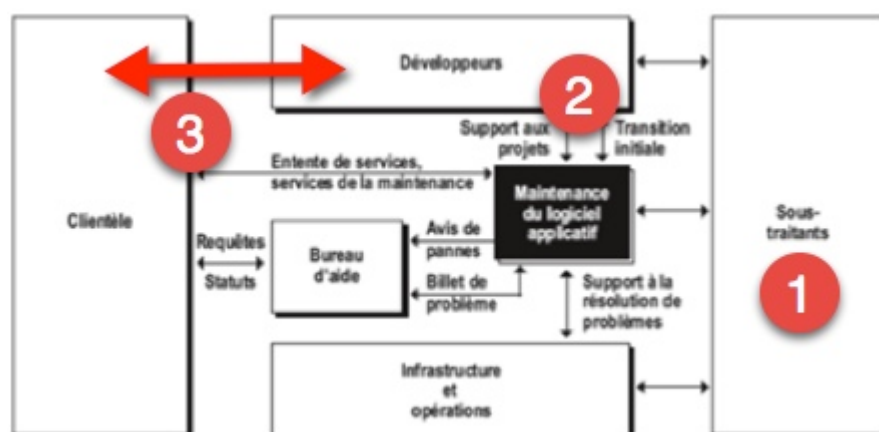 Développeurs
2
Support aux
projets
Transition
initiale
3
Entente de services,
services de la maintenance
Maintenance
du logiciel
applicatif
Clientèle
Sous-
traitants
1
Requêtes
Statuts
Bureau
d'aide
Avis de
pannes
Billet de
problème
Support à la
résolution de
problèmes
Infrastructure
et
opérations